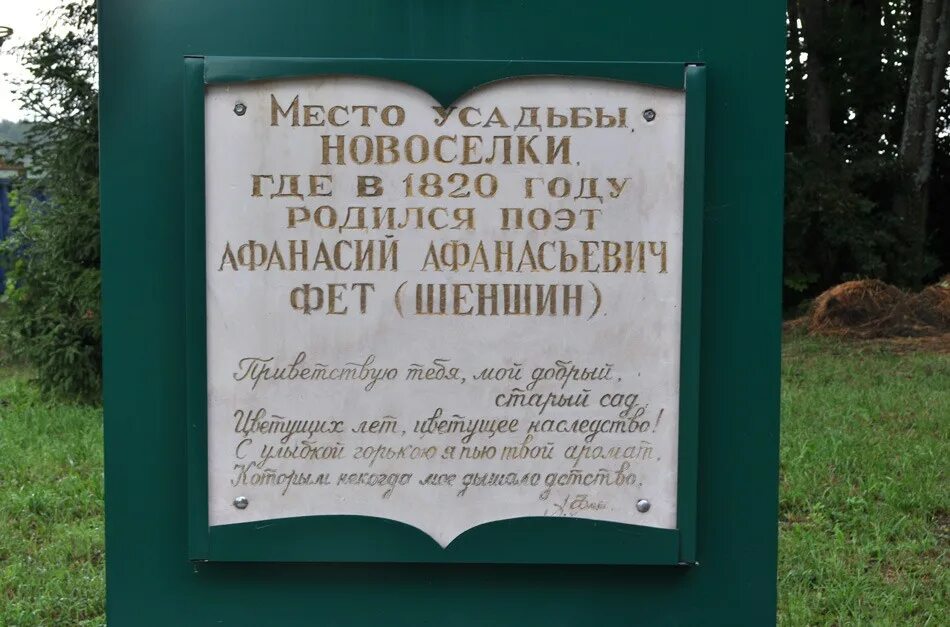 Место усадьбы
НОВОСЕЛКИ,
ГДЕ В 1820 ГОДУ
РОДИЛСЯ ПОЭТ
АФАНАСИЙ АФАНАСЬЕВИЧ
ФЕТ (ШЕНШИН)
Приветствую тебя, мой добрый,
старый сад,
Цветущих лет, цветущее наследство!
С улыбкой горькою я пью твой аромат,
Которым некогда мое дышало детство.
А. Фет